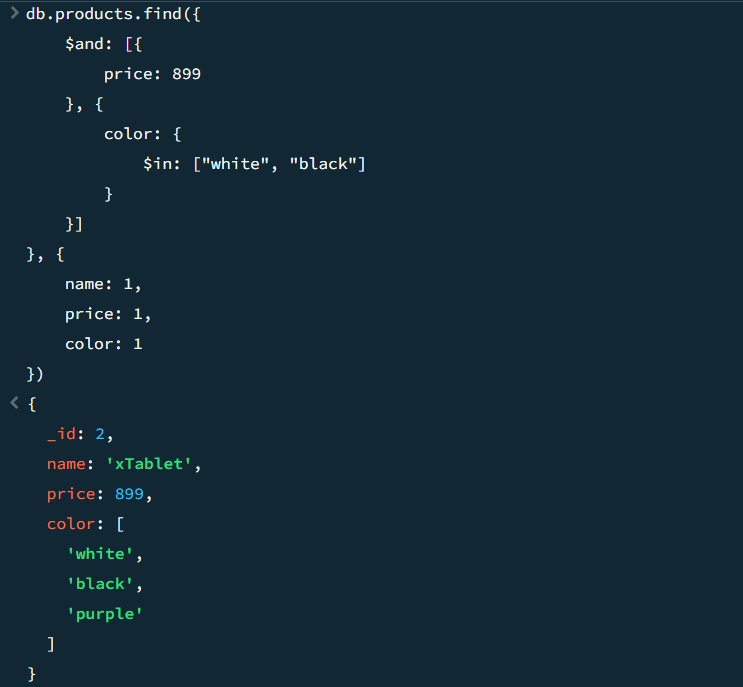 > db.products.find({
$and: [{
price: 899
}, {
color: {
$in: ["white", "black"]
}
}]
}, {
name: 1,
price: 1,
color: 1
})
< {
_id: 2,
name: 'xTablet',
price: 899,
color: [
'white',
'black',
'purple'
]
}